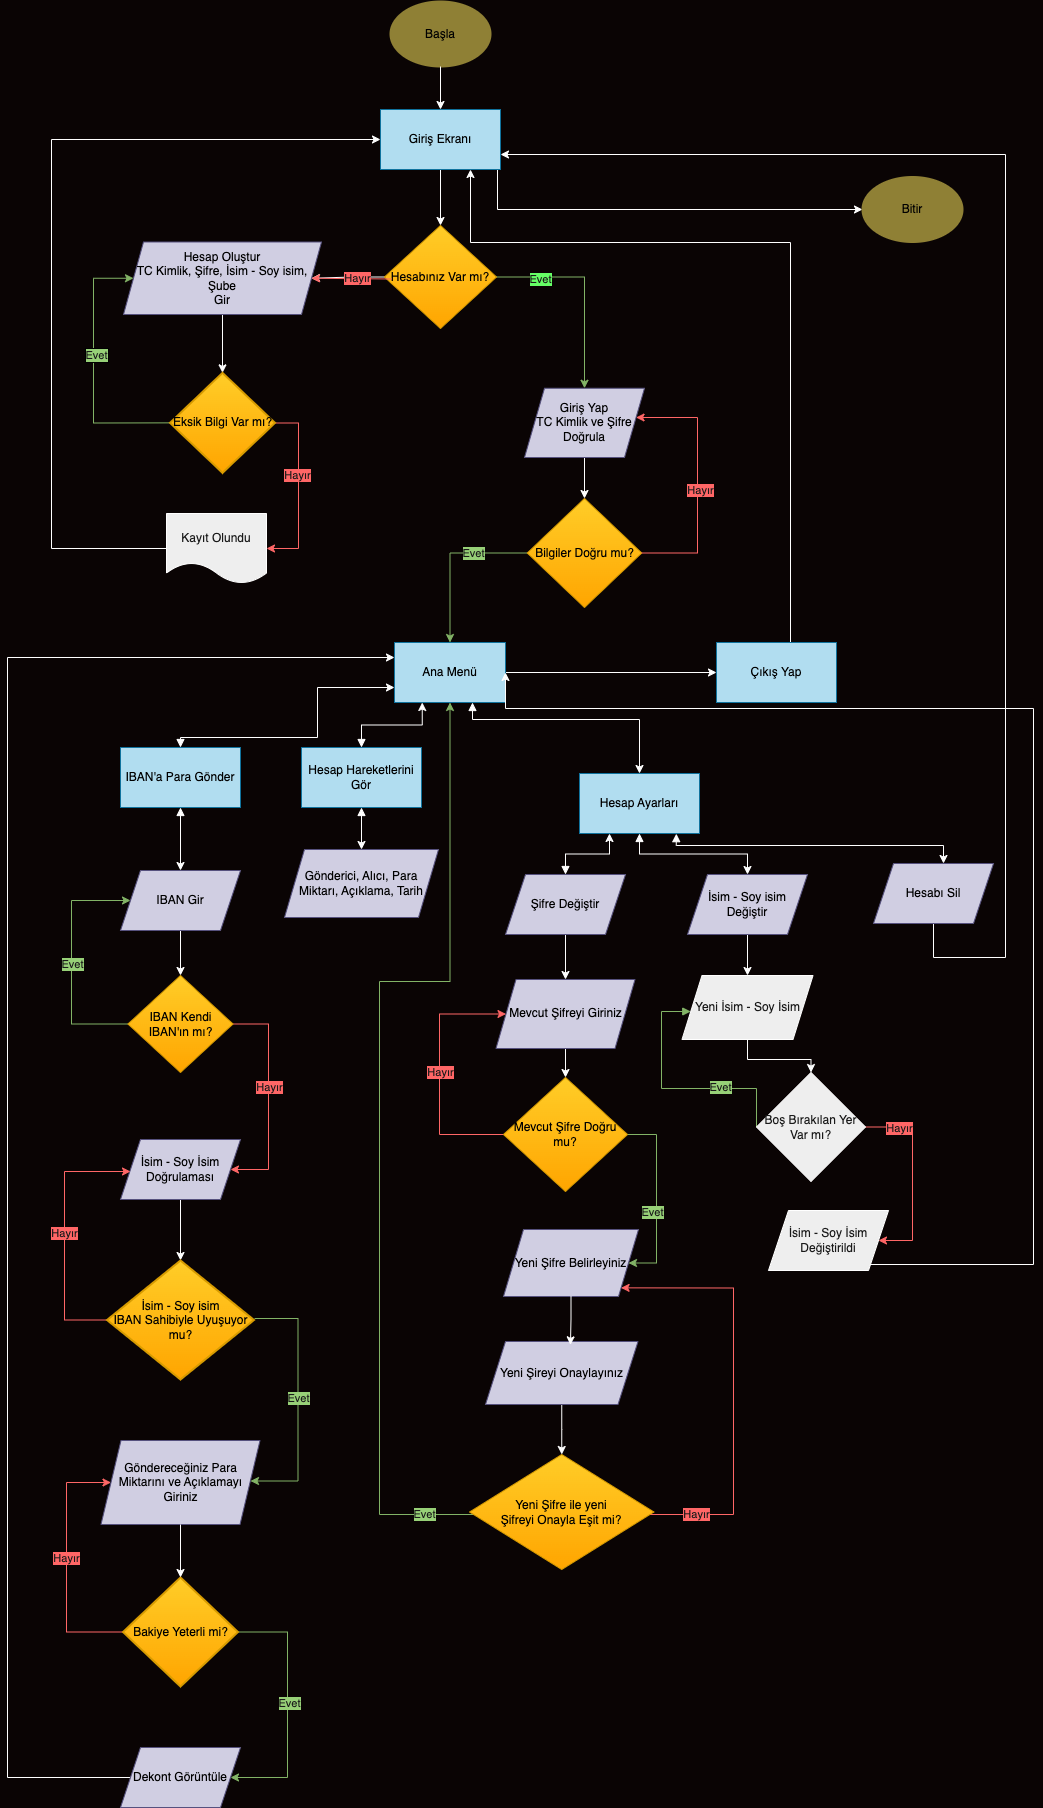 Başla
Giriş Ekranı
Bitir
Hesap Oluştur
TC Kimlik, Şifre, İsim - Soy isim,
Şube
Gir
Hayır
Hesabınız Var mı?
Evet
Evet
Eksik Bilgi Var mı?
Hayır
Kayıt Olundu
Giriş Yap
TC Kimlik ve Şifre
Doğrula
Hayır
Evet
Bilgiler Doğru mu?
Ana Menü
Çıkış Yap
IBAN'a Para Gönder
Hesap Hareketlerini
Gör
Hesap Ayarları
IBAN Gir
Gönderici, Alıcı, Para
Miktarı, Açıklama, Tarih
Şifre Değiştir
İsim - Soy isim
Değiştir
Hesabı Sil
Evet
IBAN Kendi
IBAN'ın mı?
Hayır
Mevcut Şifreyi Giriniz
Yeni İsim - Soy İsim
Hayır
Evet
Mevcut Şifre Doğru
mu?
Boş Bırakılan Yer
Var mı?
Hayır
İsim - Soy İsim
Doğrulaması
Hayır
Evet
Yeni Şifre Belirleyiniz
İsim - Soy İsim
Değiştirildi
İsim - Soy isim
IBAN Sahibiyle Uyuşuyor
mu?
Evet
Yeni Şireyi Onaylayınız
Göndereceğiniz Para
Miktarını ve Açıklamayı
Giriniz
Evet
Yeni Şifre ile yeni
Şifreyi Onayla Eşit mi?
Hayır
Hayır
Bakiye Yeterli mi?
Evet
Dekont Görüntüle